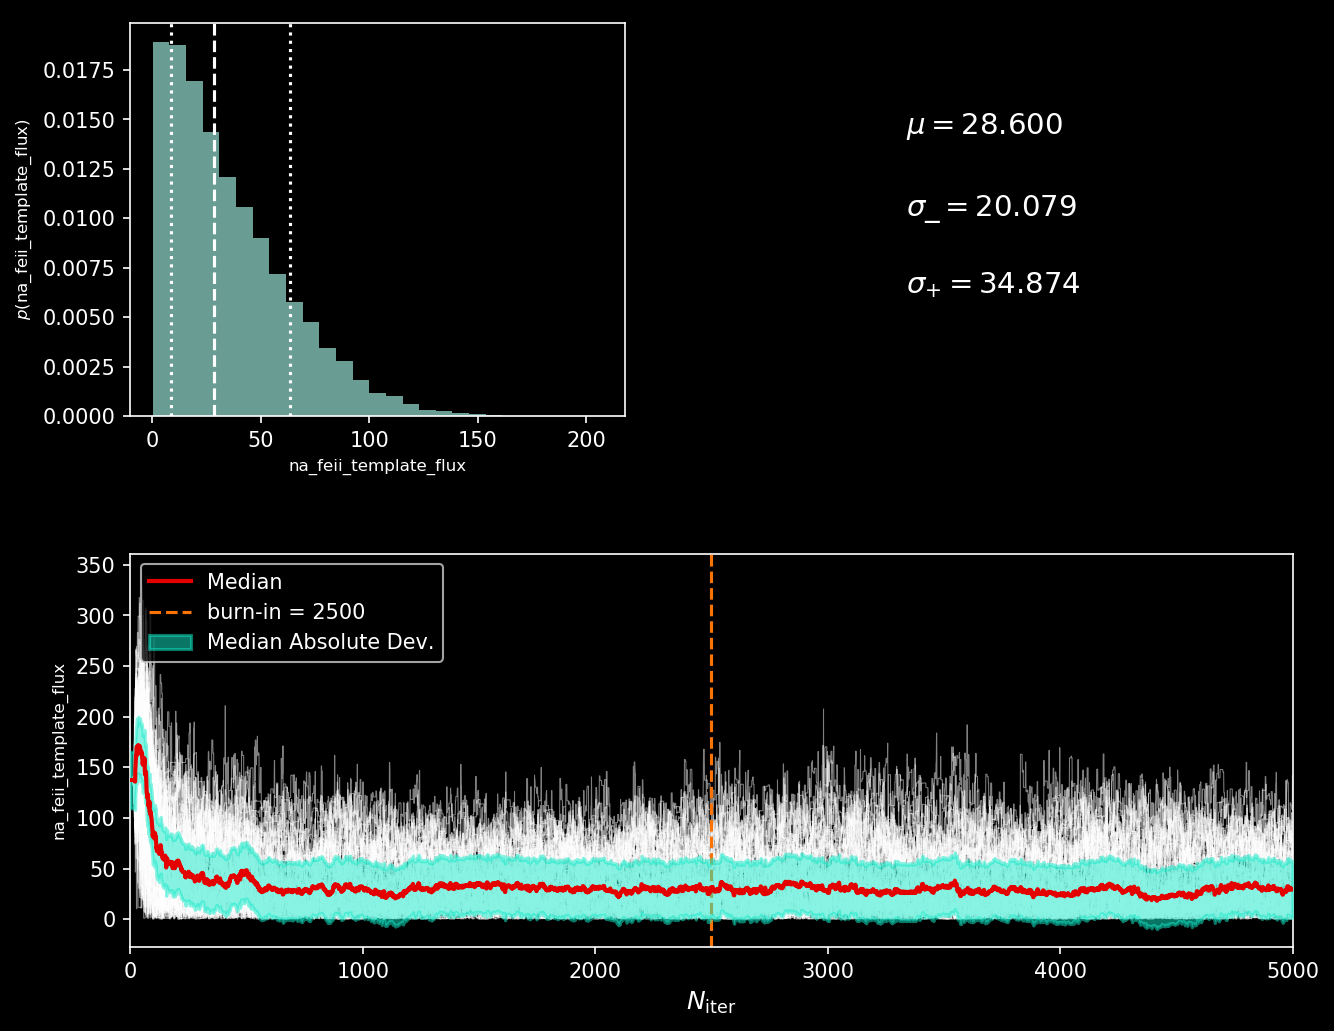 0.0175
0.0150
0.0125
0.0100
0.0075
0.0050
0.0025
0.0000
p(na_feii_template_flux)
0 50 100 150 200
na_feii_template_flux
μ = 28.600
σ_ = 20.079
σ+ = 34.874
350
300
250
200
150
100
50
0
na_feii_template_flux
Median
burn-in = 2500
Median Absolute Dev.
0 1000 2000 3000 4000 5000
N_iter